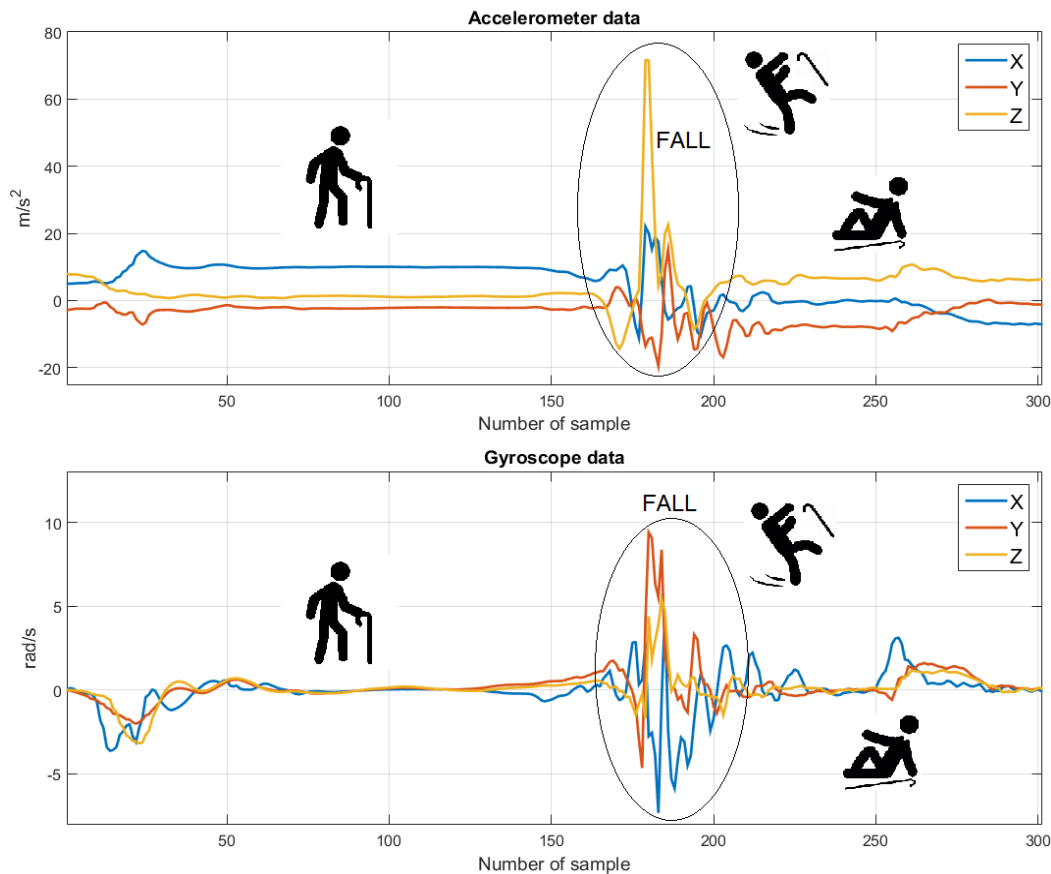 Accelerometer data
80
60
40
20
0
-20
m/s²
FALL
X
Y
Z
50
100
150
200
250
300
Number of sample
Gyroscope data
10
5
0
-5
rad/s
FALL
X
Y
Z
50
100
150
200
250
300
Number of sample